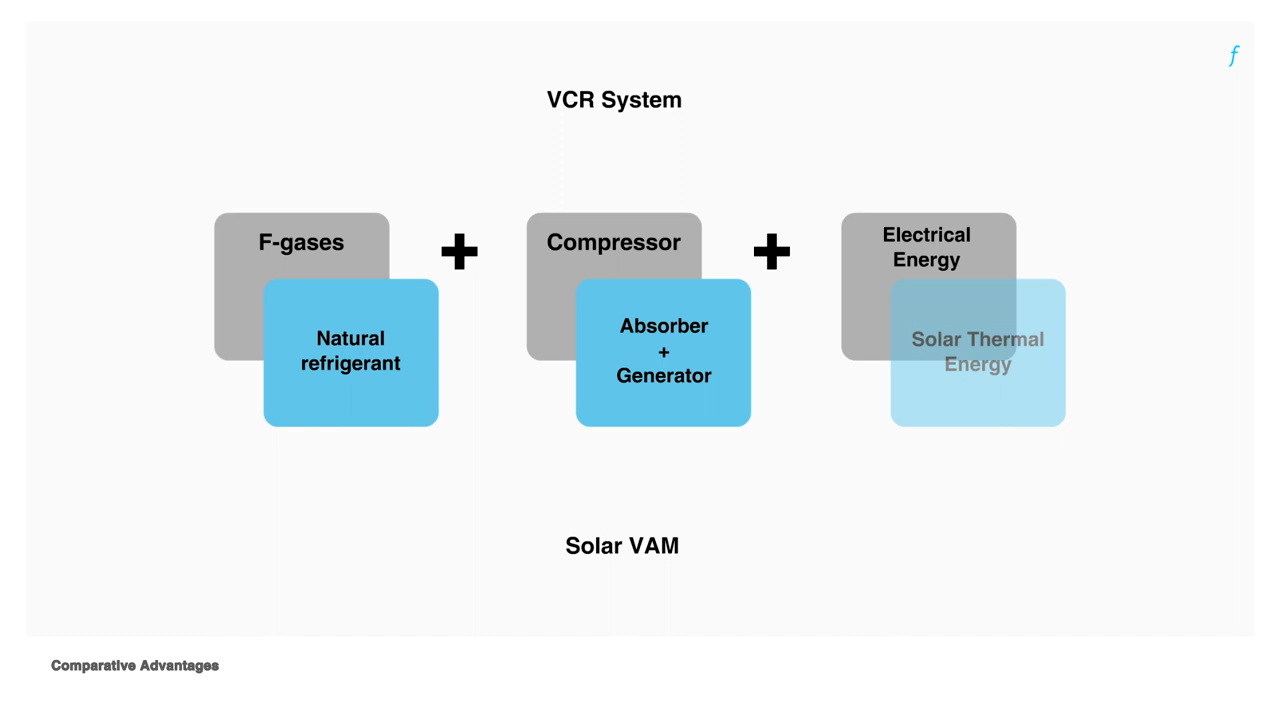 f
VCR System
F-gases
Compressor
Electrical
Energy
Natural
refrigerant
Absorber
+
Generator
Solar Thermal
Energy
Solar VAM
Comparative Advantages